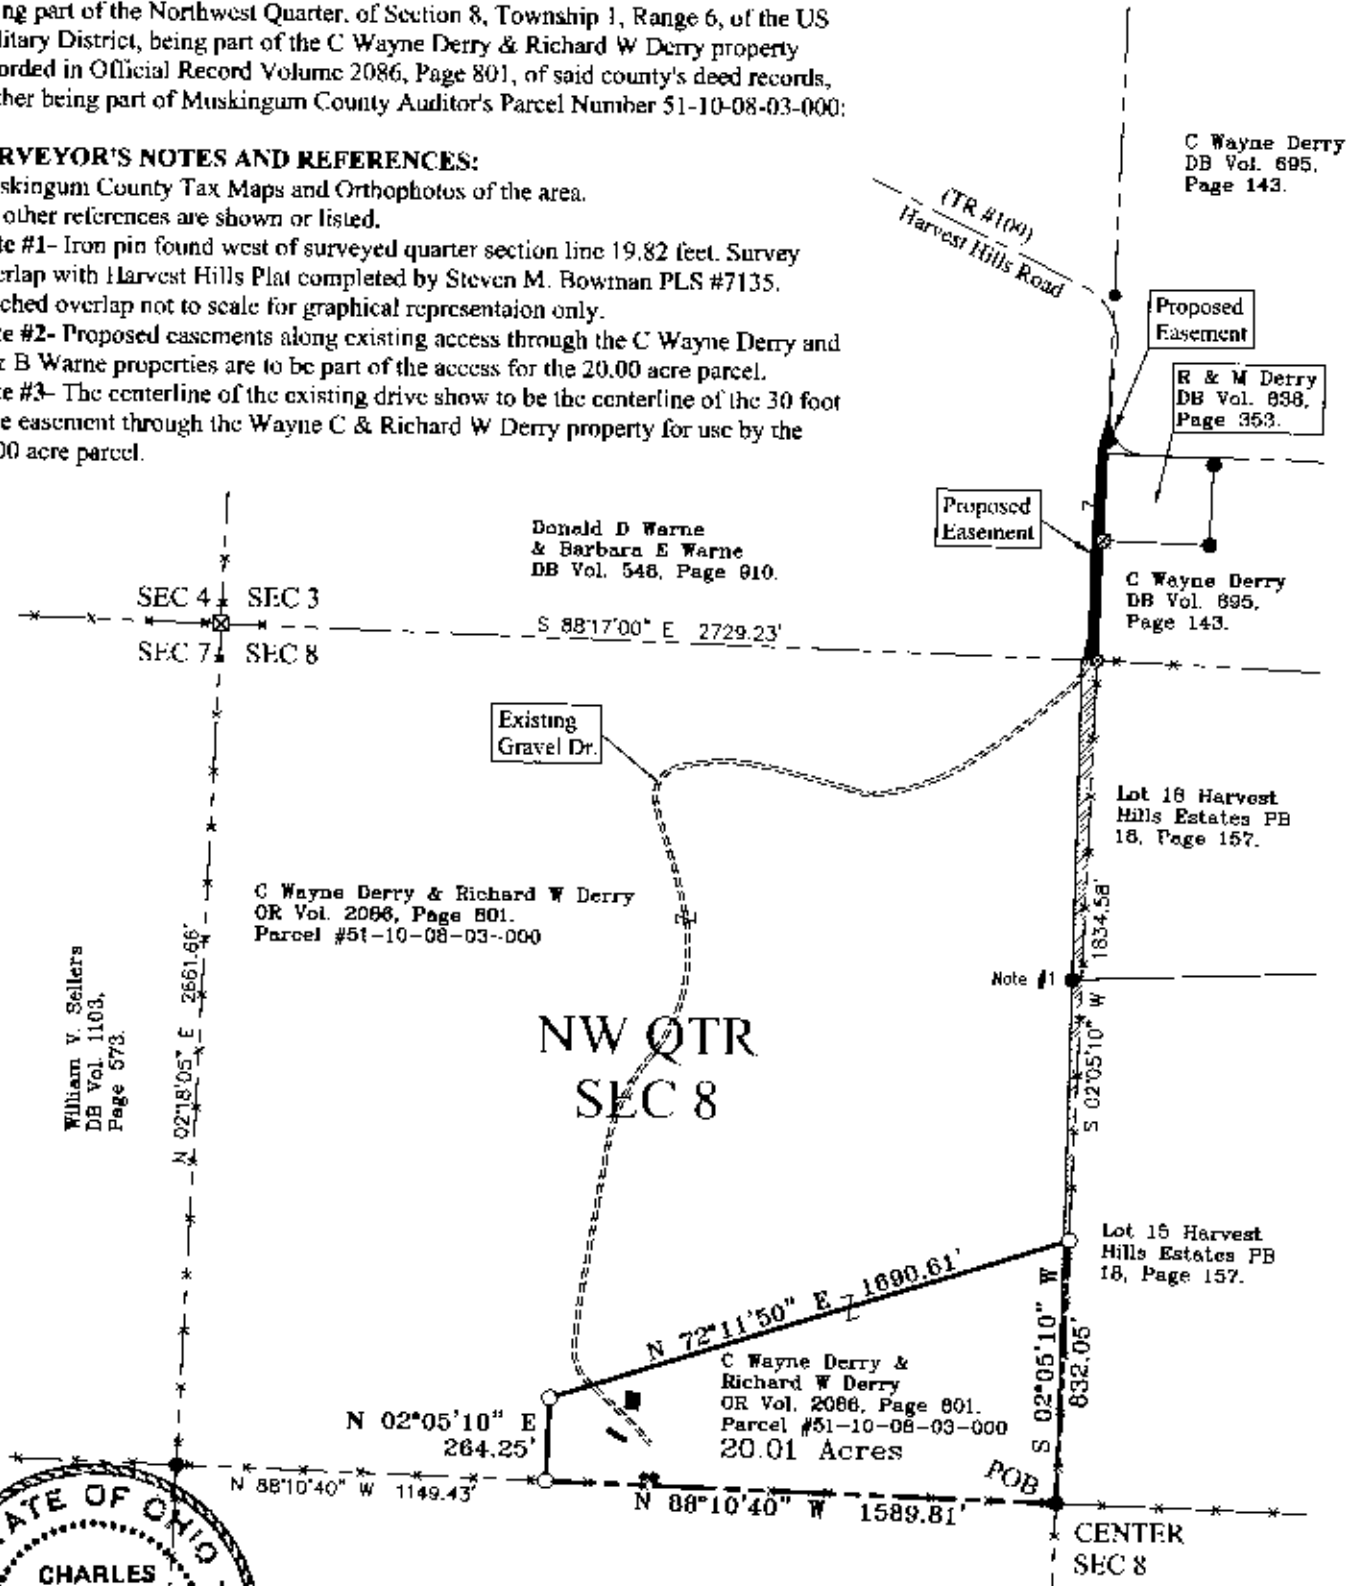 ng part of the Northwest Quarter. of Section 8, Township 1, Range 6, of the US
litary District, being part of the C Wayne Derry & Richard W Derry property
orded in Official Record Volume 2086, Page 801, of said county's deed records,
ther being part of Muskingum County Auditor's Parcel Number 51-10-08-03-000:
RVEYOR'S NOTES AND REFERENCES:
skingum County Tax Maps and Orthophotos of the area.
other references are shown or listed.
te #1- Iron pin found west of surveyed quarter section line 19.82 feet. Survey
erlap with Harvest Hills Plat completed by Steven M. Bowman PLS #7135.
ched overlap not to scale for graphical representaion only.
te #2- Proposed easements along existing access through the C Wayne Derry and
B Warne properties are to be part of the access for the 20.00 acre parcel.
te #3- The centerline of the existing drive show to be the centerline of the 30 foot
e easement through the Wayne C & Richard W Derry property for use by the
00 acre parcel.
C Wayne Derry
DB Vol. 695,
Page 143.
(TR #100)
Harvest Hills Road
Proposed
Easement
R & M Derry
DB Vol. 838,
Page 353.
Proposed
Easement
Donald D Warne
& Barbara E Warne
DB Vol. 548, Page 910.
C Wayne Derry
DB Vol. 695,
Page 143.
SEC 4 SEC 3
SEC 7 SEC 8
S 88°17'00" E 2729.23'
Existing
Gravel Dr.
Lot 16 Harvest
Hills Estates PB
18, Page 157.
C Wayne Derry & Richard W Derry
OR Vol. 2086, Page 801.
Parcel #51-10-08-03-000
William V. Sellers
DB Vol. 1103,
Page 573.
N 02°18'05" E 2661.66'
Note #1
S 02°05'10" W 1834.58'
NW QTR
SEC 8
Lot 15 Harvest
Hills Estates PB
18, Page 157.
N 72°11'50" E 1690.61'
S 02°05'10" W
832.05'
C Wayne Derry &
Richard W Derry
OR Vol. 2086, Page 801.
Parcel #51-10-08-03-000
20.01 Acres
N 02°05'10" E
264.25'
N 88°10'40" W 1149.43'
N 88°10'40" W 1589.81'
POB
CENTER
SEC 8
ATE OF OHIO
CHARLES